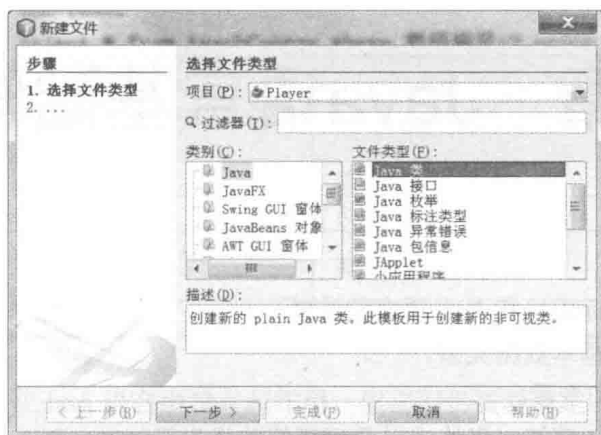 新建文件
步骤
1. 选择文件类型
2. ...
选择文件类型
项目(P): Player
过滤器(I):
类别(C):
Java
JavaFX
Swing GUI 窗体
JavaBeans 对象
AWT GUI 窗体
文件类型(F):
Java 类
Java 接口
Java 枚举
Java 标注类型
Java 异常错误
Java 包信息
JApplet
小应用程序
描述(D):
创建新的 plain Java 类。此模板用于创建新的非可视类。
< 上一步(B)
下一步 >
完成(F)
取消
帮助(H)